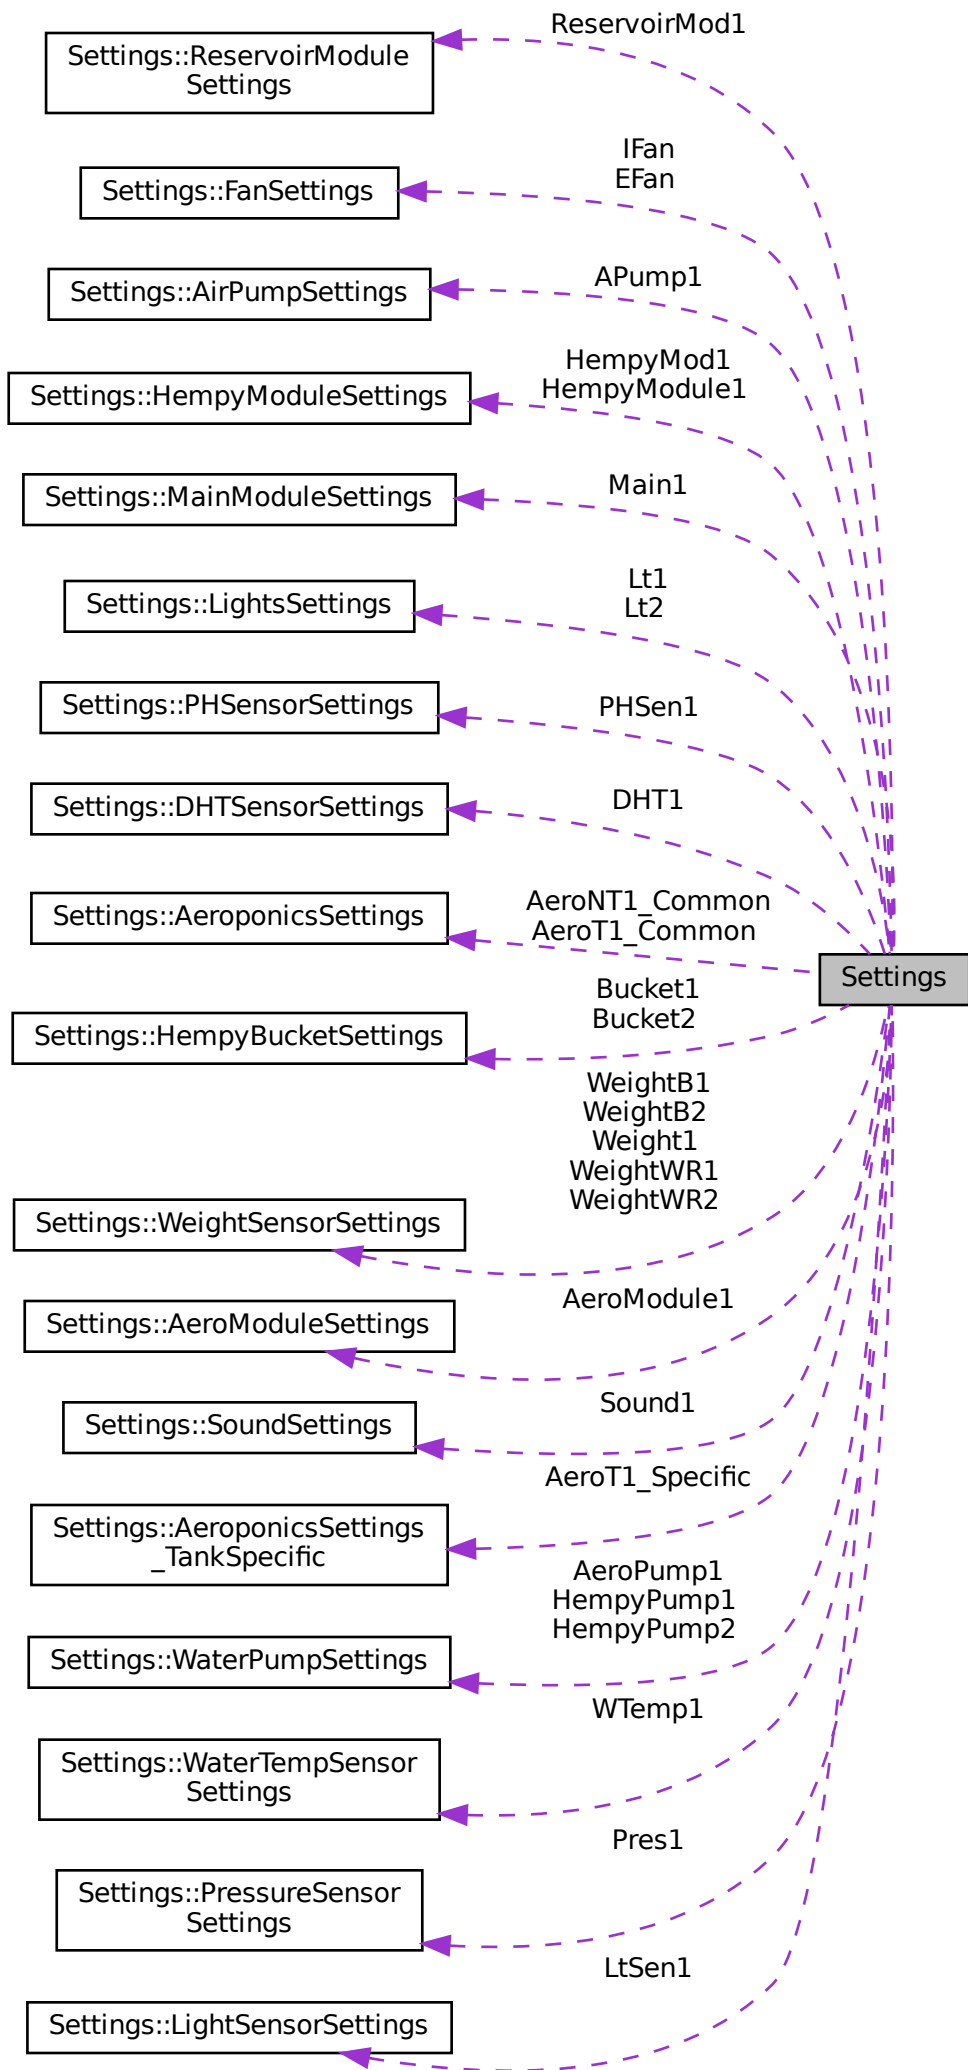 ReservoirMod1
Settings::ReservoirModule
Settings
IFan
EFan
Settings::FanSettings
APump1
Settings::AirPumpSettings
HempyMod1
HempyModule1
Settings::HempyModuleSettings
Main1
Settings::MainModuleSettings
Lt1
Lt2
Settings::LightsSettings
PHSen1
Settings::PHSensorSettings
DHT1
Settings::DHTSensorSettings
AeroNT1_Common
AeroT1_Common
Settings::AeroponicsSettings
Settings
Bucket1
Bucket2
Settings::HempyBucketSettings
WeightB1
WeightB2
Weight1
WeightWR1
WeightWR2
Settings::WeightSensorSettings
AeroModule1
Settings::AeroModuleSettings
Sound1
Settings::SoundSettings
AeroT1_Specific
Settings::AeroponicsSettings
_TankSpecific
AeroPump1
HempyPump1
HempyPump2
Settings::WaterPumpSettings
WTemp1
Settings::WaterTempSensor
Settings
Pres1
Settings::PressureSensor
Settings
LtSen1
Settings::LightSensorSettings